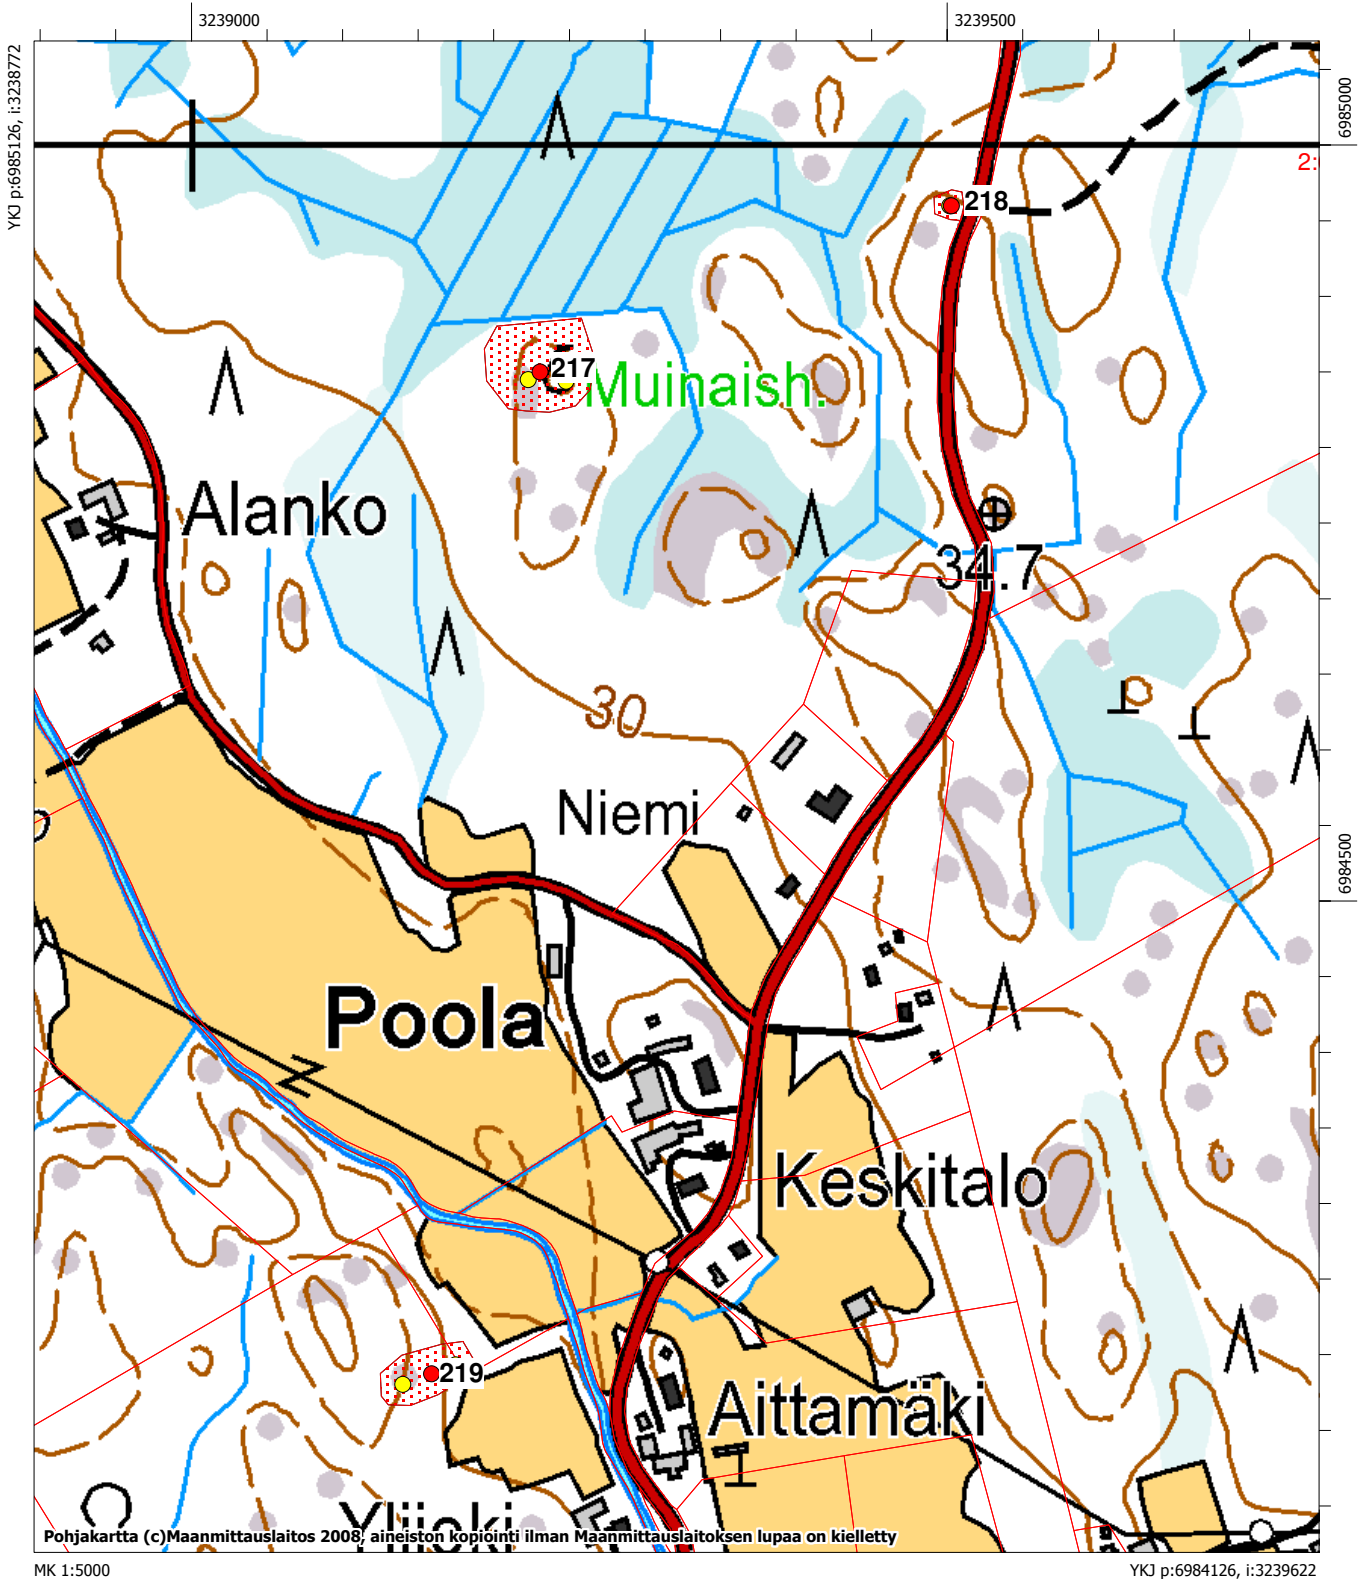 3239000
3239500
YKJ p:6985126, i:3238772
6985000
218
217
Muinaish.
Alanko
34.7
30
Niemi
6984500
Poola
Keskitalo
219
Aittamäki
Ylijoki
Pohjakartta (c)Maanmittauslaitos 2008, aineiston kopiointi ilman Maanmittauslaitoksen lupaa on kielletty
MK 1:5000
YKJ p:6984126, i:3239622